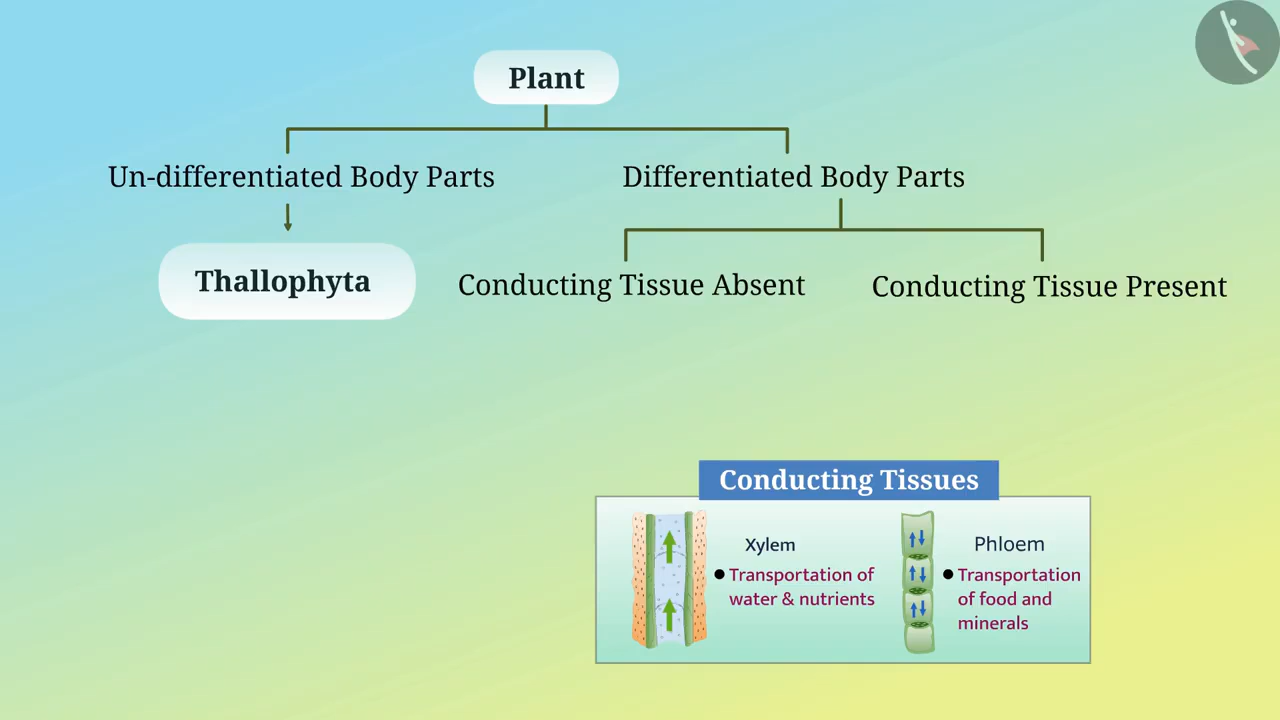 Plant
Un-differentiated Body Parts
Differentiated Body Parts
Thallophyta
Conducting Tissue Absent
Conducting Tissue Present
Conducting Tissues
Xylem
● Transportation of
water & nutrients
Phloem
● Transportation
of food and
minerals